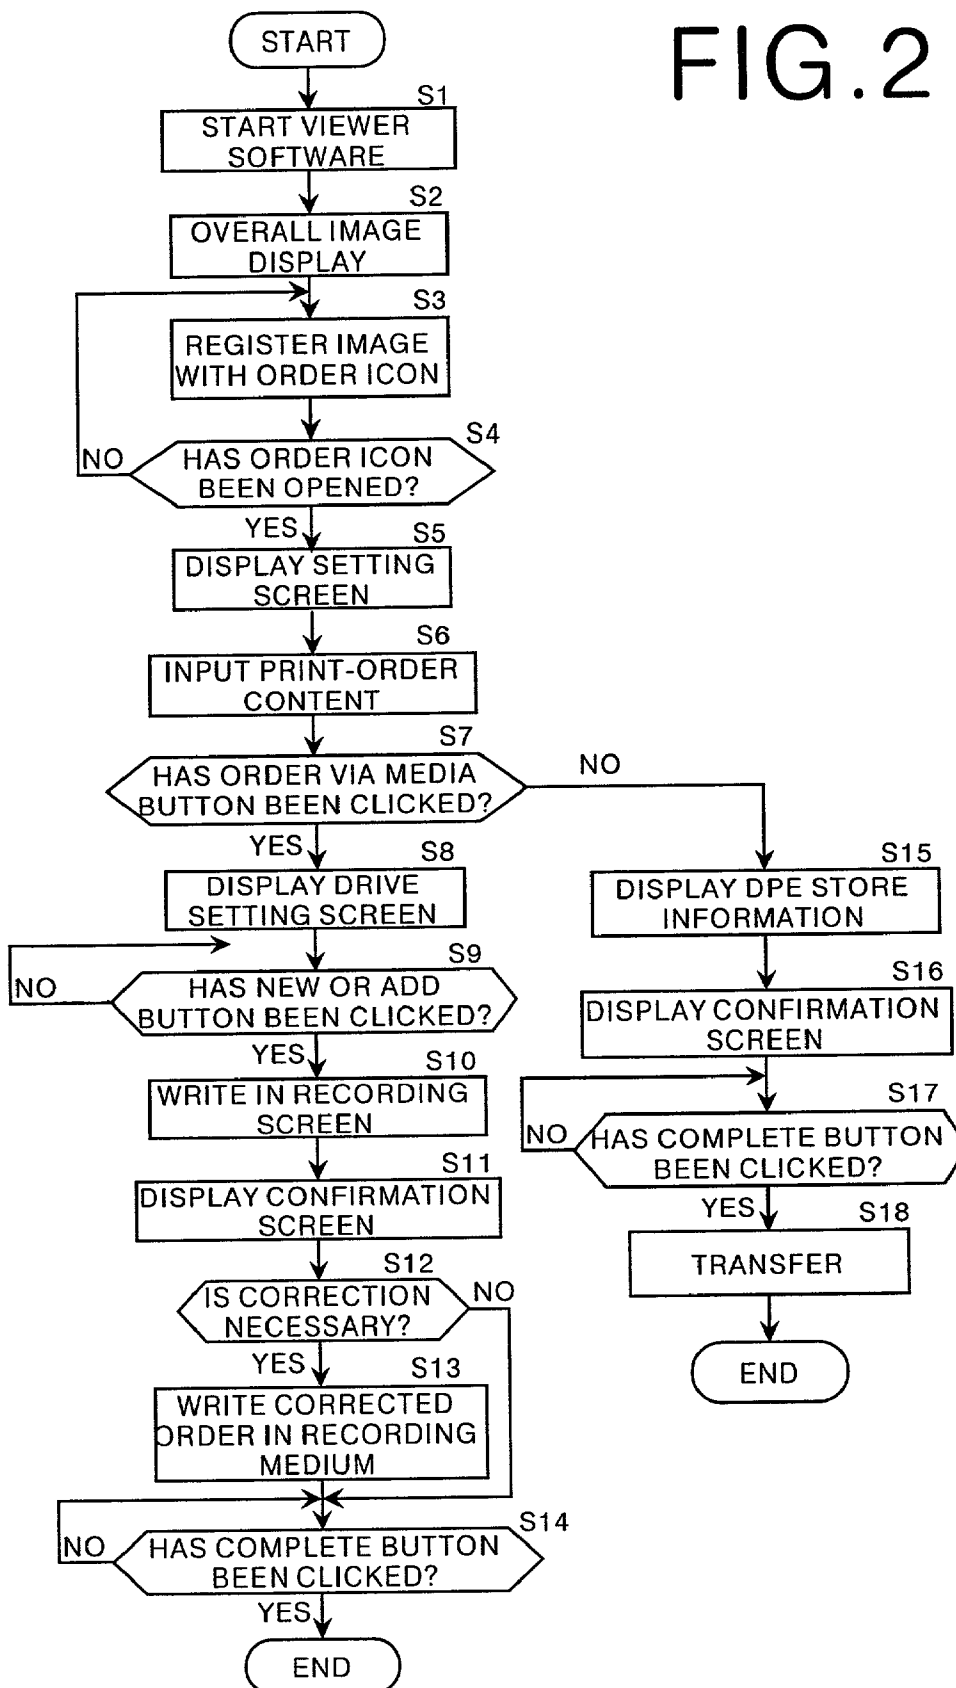 FIG.2
START
S1
START VIEWER
SOFTWARE
S2
OVERALL IMAGE
DISPLAY
S3
REGISTER IMAGE
WITH ORDER ICON
S4
HAS ORDER ICON
BEEN OPENED?
NO
YES
S5
DISPLAY SETTING
SCREEN
S6
INPUT PRINT-ORDER
CONTENT
S7
HAS ORDER VIA MEDIA
BUTTON BEEN CLICKED?
NO
YES
S8
DISPLAY DRIVE
SETTING SCREEN
S9
HAS NEW OR ADD
BUTTON BEEN CLICKED?
NO
YES
S10
WRITE IN RECORDING
SCREEN
S11
DISPLAY CONFIRMATION
SCREEN
S12
IS CORRECTION
NECESSARY?
NO
YES
S13
WRITE CORRECTED
ORDER IN RECORDING
MEDIUM
S14
HAS COMPLETE BUTTON
BEEN CLICKED?
NO
YES
END
S15
DISPLAY DPE STORE
INFORMATION
S16
DISPLAY CONFIRMATION
SCREEN
S17
HAS COMPLETE BUTTON
BEEN CLICKED?
NO
YES
S18
TRANSFER
END